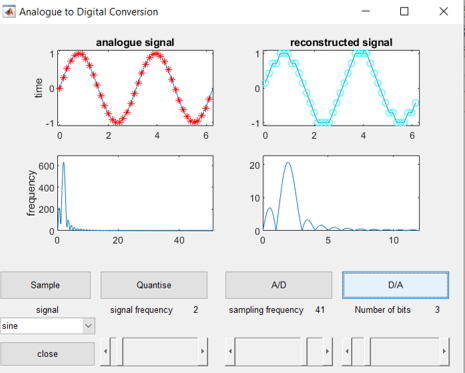 Analogue to Digital Conversion
analogue signal
reconstructed signal
1
0
-1
time
0 2 4 6
1
0
-1
0 2 4 6
600
400
200
0
frequency
0 20 40
20
10
0
0 5 10
Sample Quantise A/D D/A
signal signal frequency 2 sampling frequency 41 Number of bits 3
sine
close